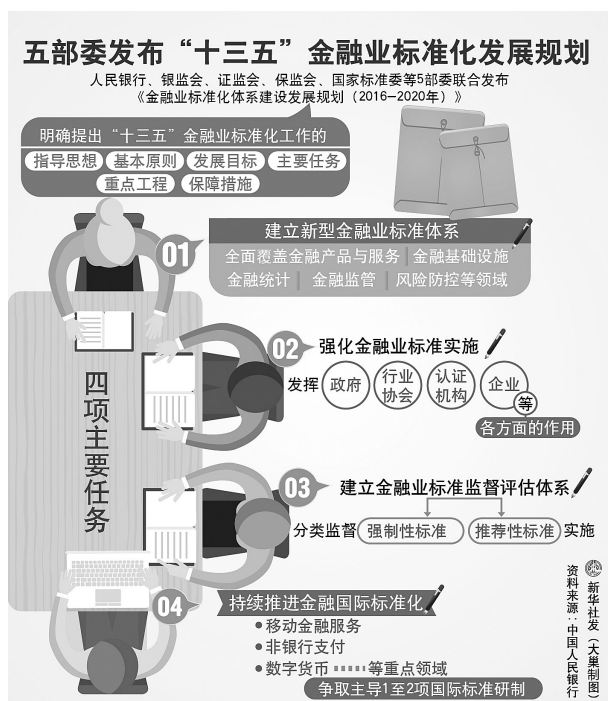 五部委发布“十三五”金融业标准化发展规划
人民银行、银监会、证监会、保监会、国家标准委等5部委联合发布
《金融业标准化体系建设发展规划（2016—2020年）》
明确提出“十三五”金融业标准化工作的
指导思想 基本原则 发展目标 主要任务
重点工程 保障措施
01
建立新型金融业标准体系
全面覆盖金融产品与服务 金融基础设施
金融统计 金融监管 风险防控等领域
四项主要任务
02
强化金融业标准实施
发挥 政府 行业协会 认证机构 企业 等
各方面的作用
03
建立金融业标准监督评估体系
分类监督 强制性标准 推荐性标准 实施
04
持续推进金融国际标准化
●移动金融服务
●非银行支付
●数字货币……等重点领域
争取主导1至2项国际标准研制
新华社发（大巢制图）
资料来源：中国人民银行